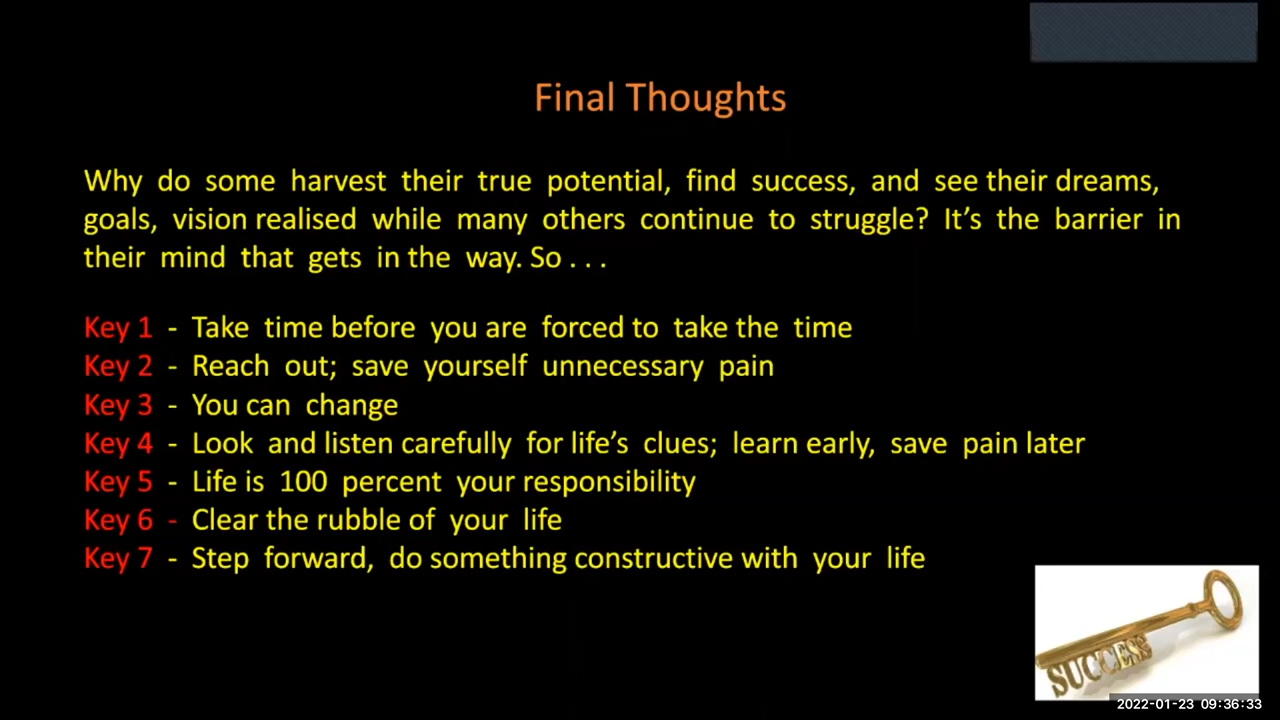 Final Thoughts
Why do some harvest their true potential, find success, and see their dreams,
goals, vision realised while many others continue to struggle? It's the barrier in
their mind that gets in the way. So . . .
Key 1 - Take time before you are forced to take the time
Key 2 - Reach out; save yourself unnecessary pain
Key 3 - You can change
Key 4 - Look and listen carefully for life's clues; learn early, save pain later
Key 5 - Life is 100 percent your responsibility
Key 6 - Clear the rubble of your life
Key 7 - Step forward, do something constructive with your life
SUCCESS
2022-01-23 09:36:33